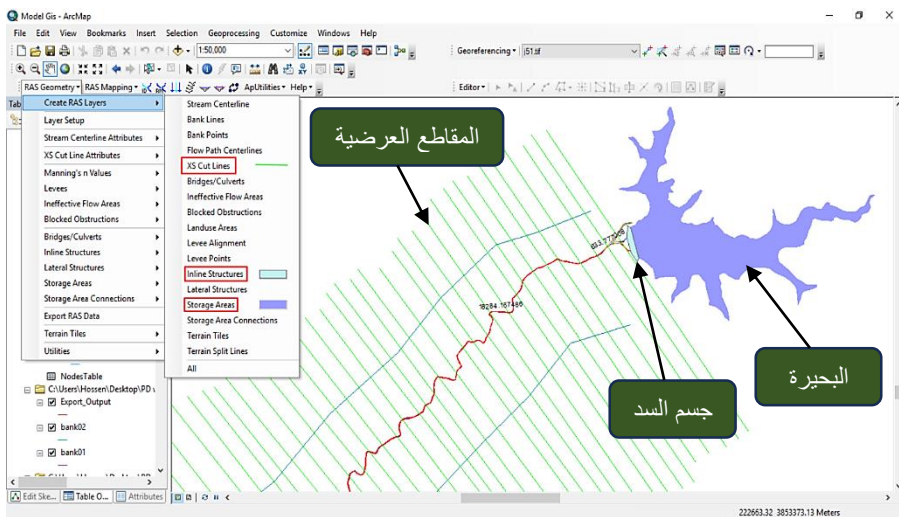 Model Gis - ArcMap
File Edit View Bookmarks Insert Selection Geoprocessing Customize Windows Help
1:50,000
Georeferencing
j51.tif
RAS Geometry RAS Mapping ApUtilities Help
Editor
Create RAS Layers
Layer Setup
Stream Centerline Attributes
XS Cut Line Attributes
Manning's n Values
Levees
Ineffective Flow Areas
Blocked Obstructions
Bridges/Culverts
Inline Structures
Lateral Structures
Storage Areas
Storage Area Connections
Export RAS Data
Terrain Tiles
Utilities
Stream Centerline
Bank Lines
Bank Points
Flow Path Centerlines
XS Cut Lines
Bridges/Culverts
Ineffective Flow Areas
Blocked Obstructions
Landuse Areas
Levee Alignment
Levee Points
Inline Structures
Lateral Structures
Storage Areas
Storage Area Connections
Terrain Tiles
Terrain Split Lines
All
المقاطع العرضية
18284.167486
البحيرة
جسم السد
NodesTable
C:\Users\Hossen\Desktop\PD
Export_Output
bank02
bank01
Edit Ske... Table O... Attributes
222663.32 3853373.13 Meters